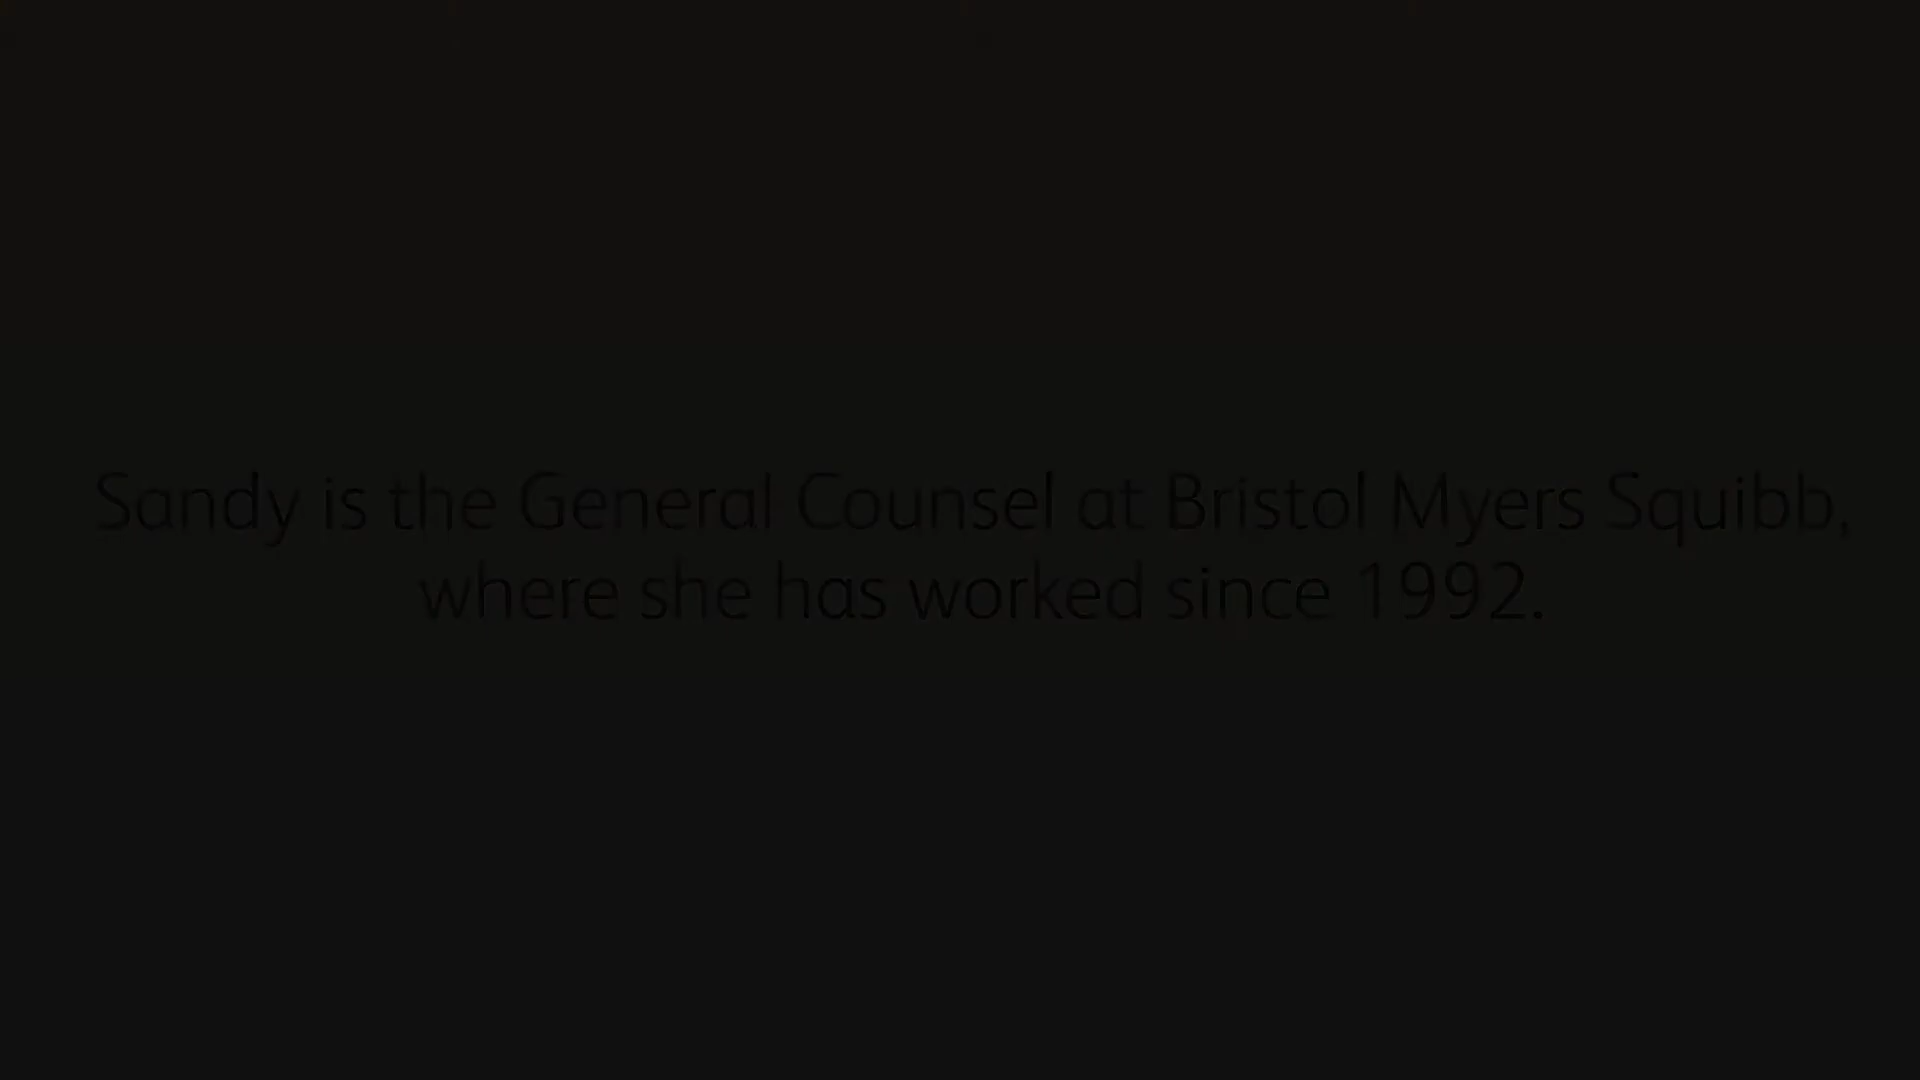 Sandy is the General Counsel at Bristol Myers Squibb,
where she has worked since 1992.